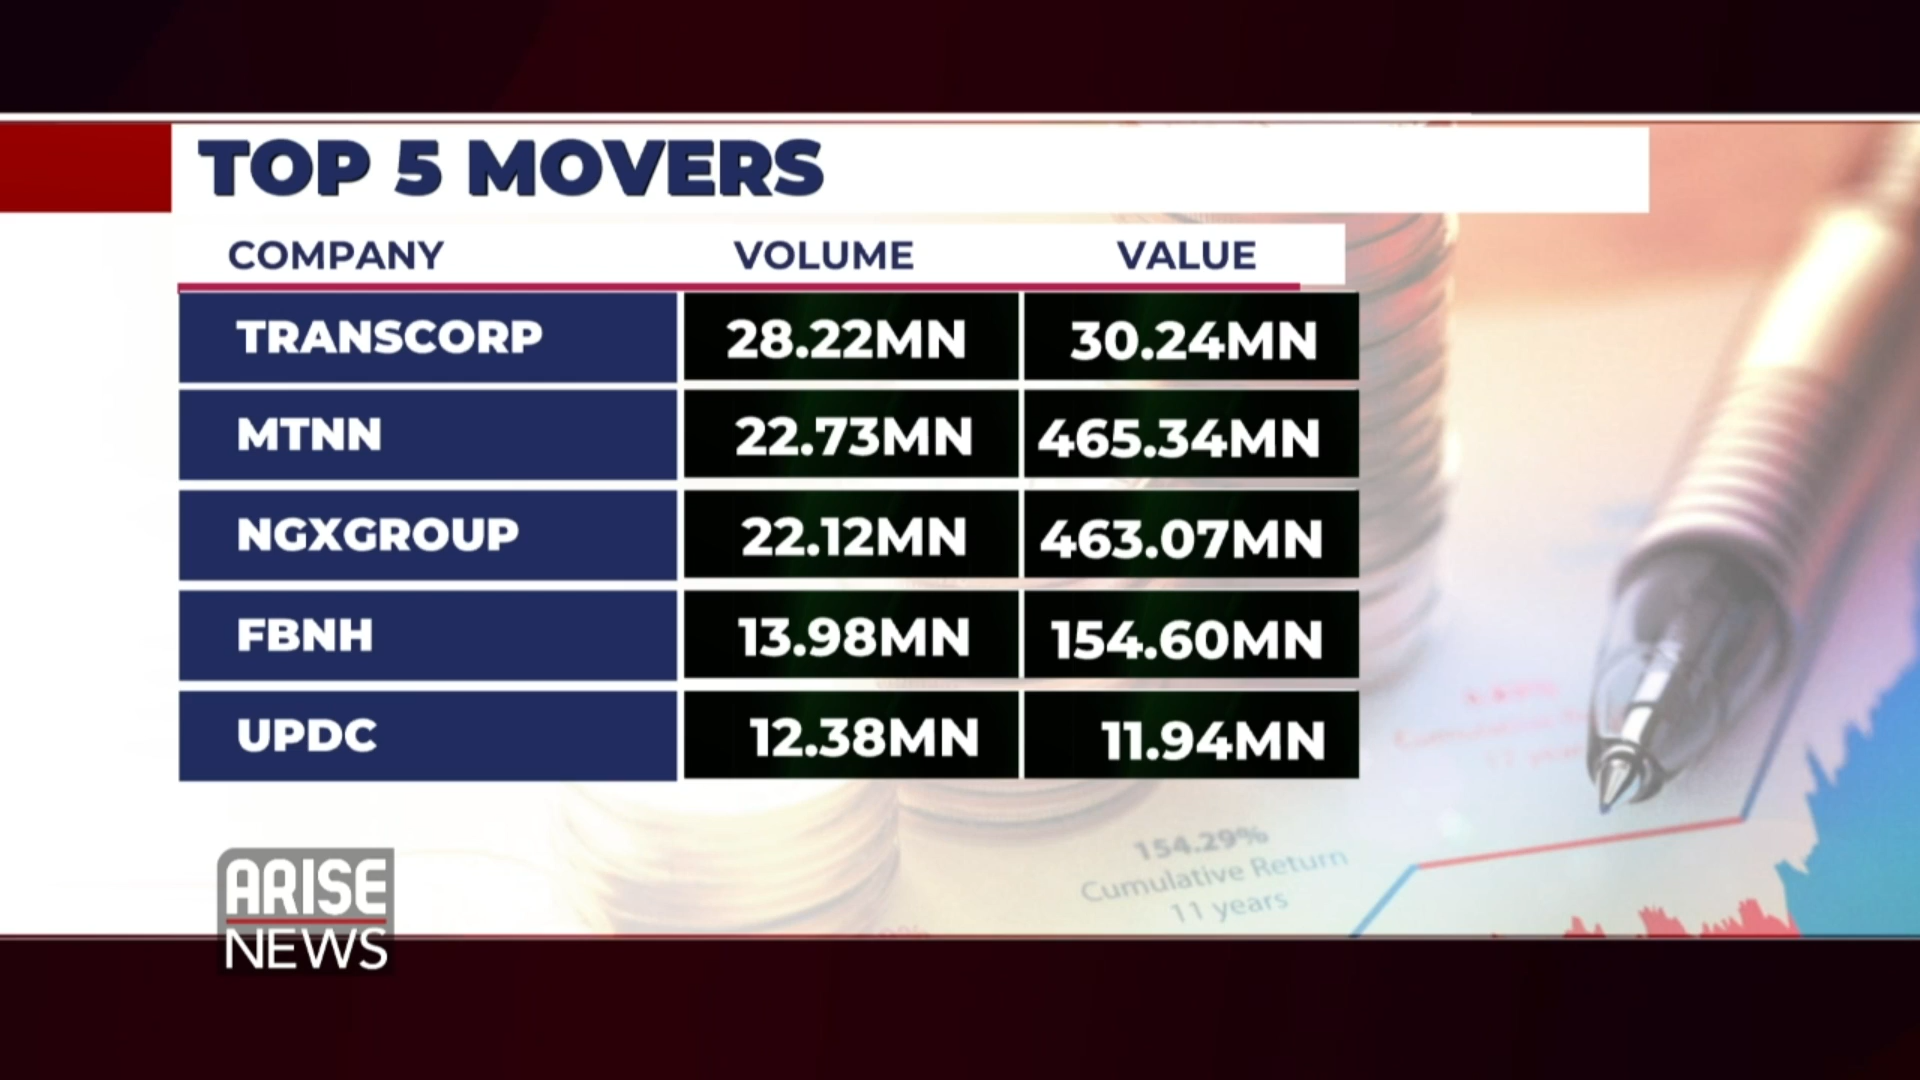 TOP 5 MOVERS
COMPANY VOLUME VALUE
TRANSCORP 28.22MN 30.24MN
MTNN 22.73MN 465.34MN
NGXGROUP 22.12MN 463.07MN
FBNH 13.98MN 154.60MN
UPDC 12.38MN 11.94MN
154.29%
Cumulative Return
11 years
ARISE
NEWS